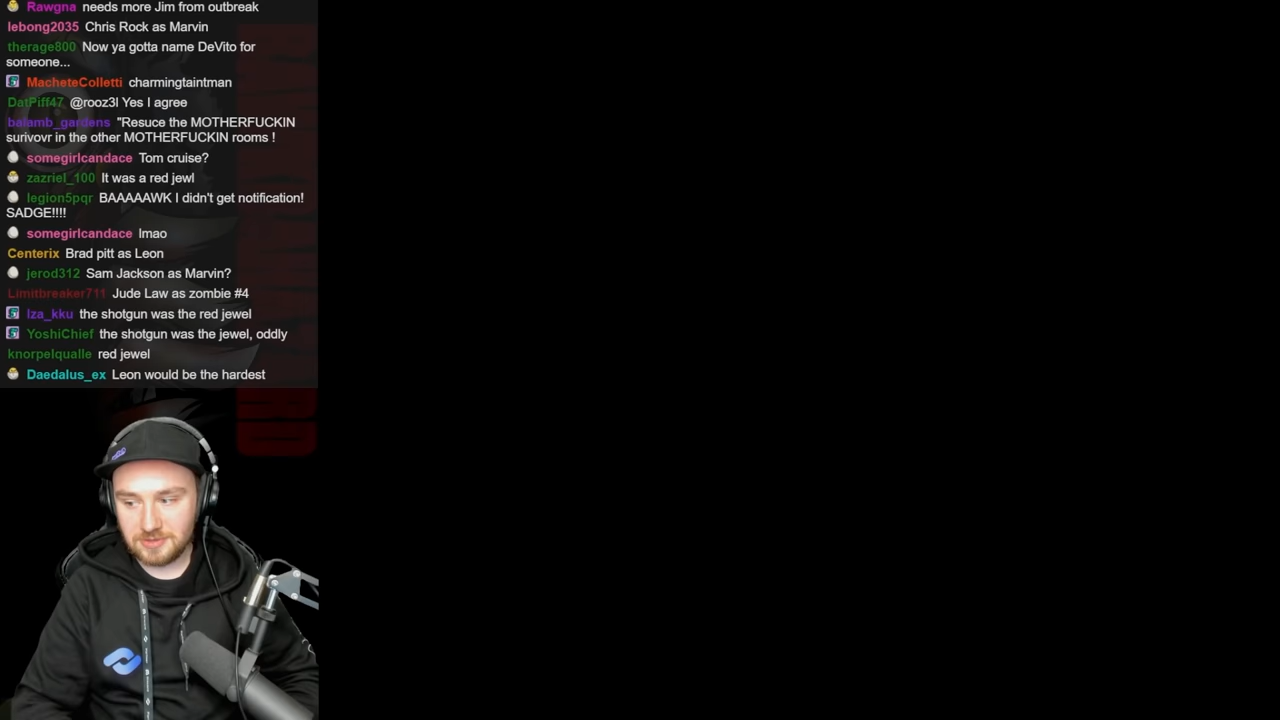 Rawgna needs more Jim from outbreak
lebong2035 Chris Rock as Marvin
therage800 Now ya gotta name DeVito for
someone...
MacheteColletti charmingtaintman
DatPiff47 @rooz3l Yes I agree
balamb_gardens "Resuce the MOTHERFUCKIN
surivovr in the other MOTHERFUCKIN rooms !
somegirlcandace Tom cruise?
zazriel_100 It was a red jewl
legion5pqr BAAAAAWK I didn't get notification!
SADGE!!!!
somegirlcandace lmao
Centerix Brad pitt as Leon
jerod312 Sam Jackson as Marvin?
Limitbreaker711 Jude Law as zombie #4
Iza_kku the shotgun was the red jewel
YoshiChief the shotgun was the jewel, oddly
knorpelqualle red jewel
Daedalus_ex Leon would be the hardest